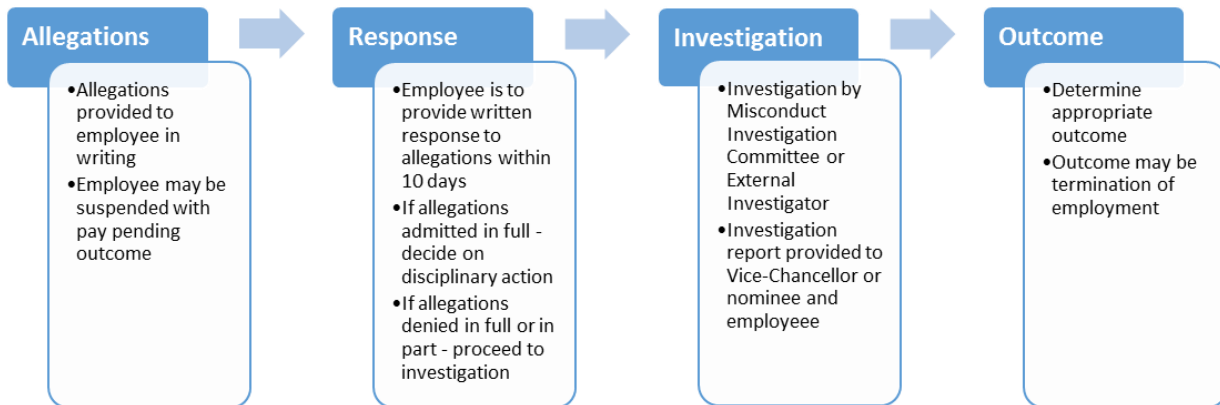 Allegations
•Allegations
provided to
employee in
writing
•Employee may be
suspended with
pay pending
outcome
Response
•Employee is to
provide written
response to
allegations within
10 days
•If allegations
admitted in full -
decide on
disciplinary action
•If allegations
denied in full or in
part - proceed to
investigation
Investigation
•Investigation by
Misconduct
Investigation
Committee or
External
Investigator
•Investigation
report provided to
Vice-Chancellor or
nominee and
employeee
Outcome
•Determine
appropriate
outcome
•Outcome may be
termination of
employment